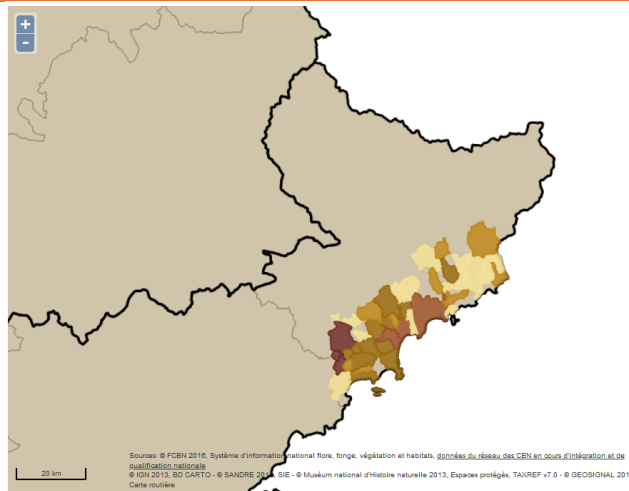 +
-
20 km
Sources: © FCBN 2016, Système d'information national flore, fonge, végétation et habitats, données du réseau des CBN en cours d'intégration et de
qualification nationale
© IGN 2013, BD CARTO - © SANDRE 201 SIE - © Muséum national d'Histoire naturelle 2013, Espaces protégés, TAXREF v7.0 - © GEOSIGNAL 201
Carte routière